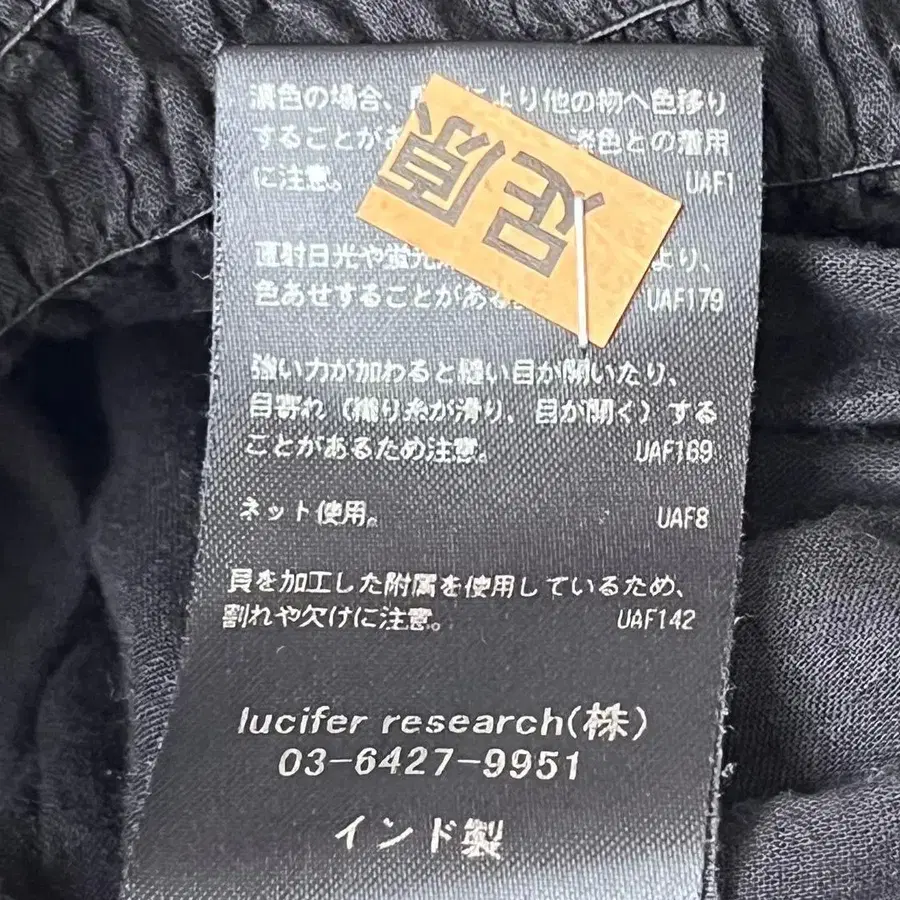 濃色の場合、 より他の物へ色移り
することがあ 淡色との着用
に注意。 UAF1
直射日光や蛍光 より、
色あせすることがある UAF179
強い力が加わると縫い目が開いたり、
目寄れ（織り糸が滑り、目が開く）する
ことがあるため注意。 UAF169
ネット使用。 UAF8
貝を加工した附属を使用しているため、
割れや欠けに注意。 UAF142
lucifer research(株)
03-6427-9951
インド製